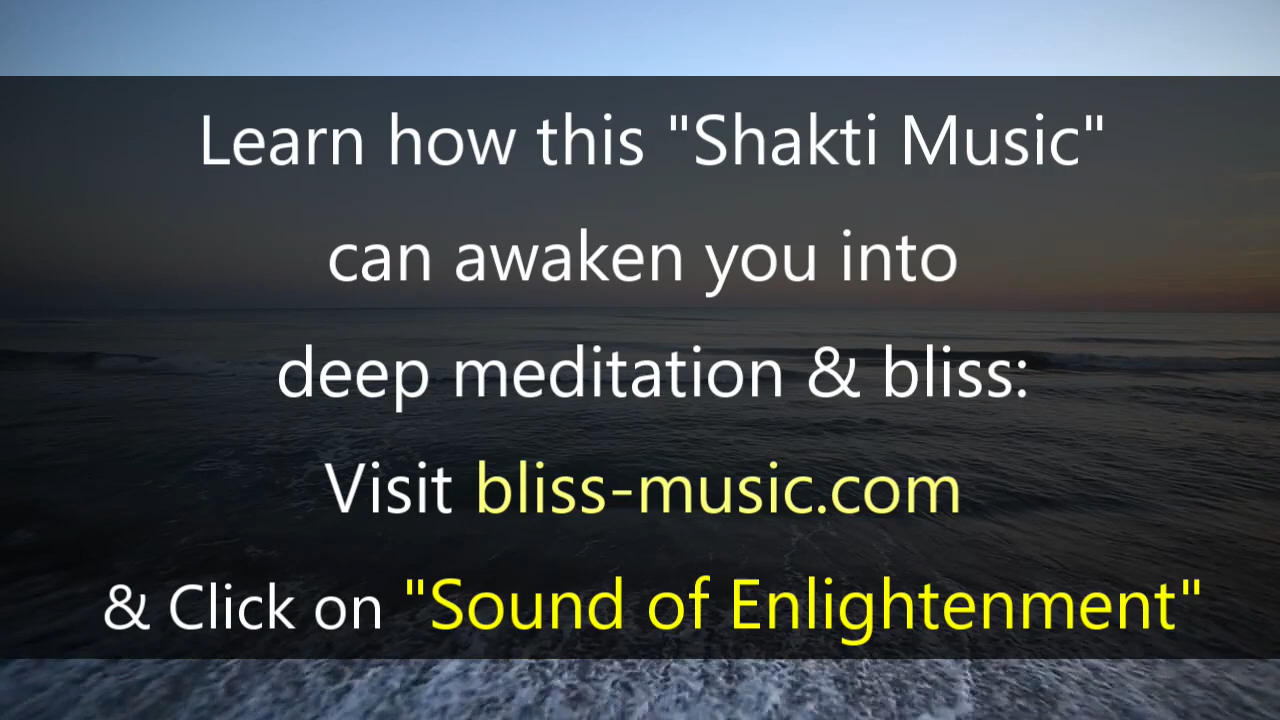 Learn how this "Shakti Music"
can awaken you into
deep meditation & bliss:
Visit bliss-music.com
& Click on "Sound of Enlightenment"